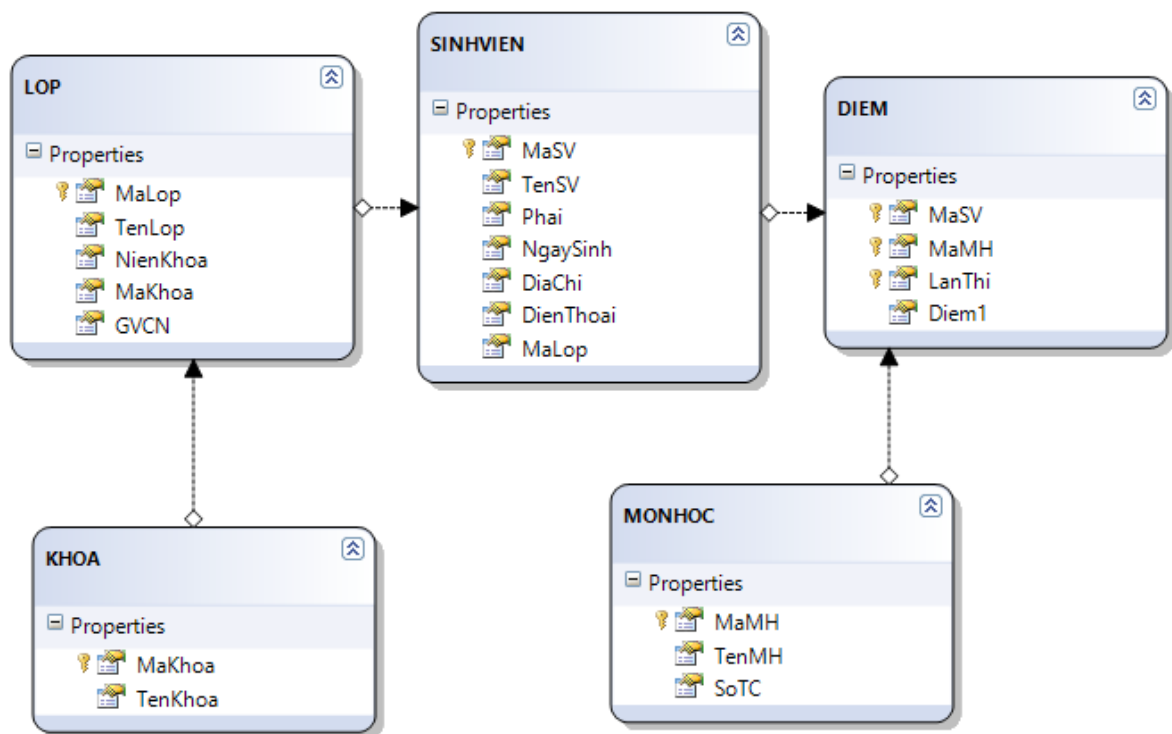 LOP
Properties
MaLop
TenLop
NienKhoa
MaKhoa
GVCN
SINHVIEN
Properties
MaSV
TenSV
Phai
NgaySinh
DiaChi
DienThoai
MaLop
DIEM
Properties
MaSV
MaMH
LanThi
Diem1
KHOA
Properties
MaKhoa
TenKhoa
MONHOC
Properties
MaMH
TenMH
SoTC